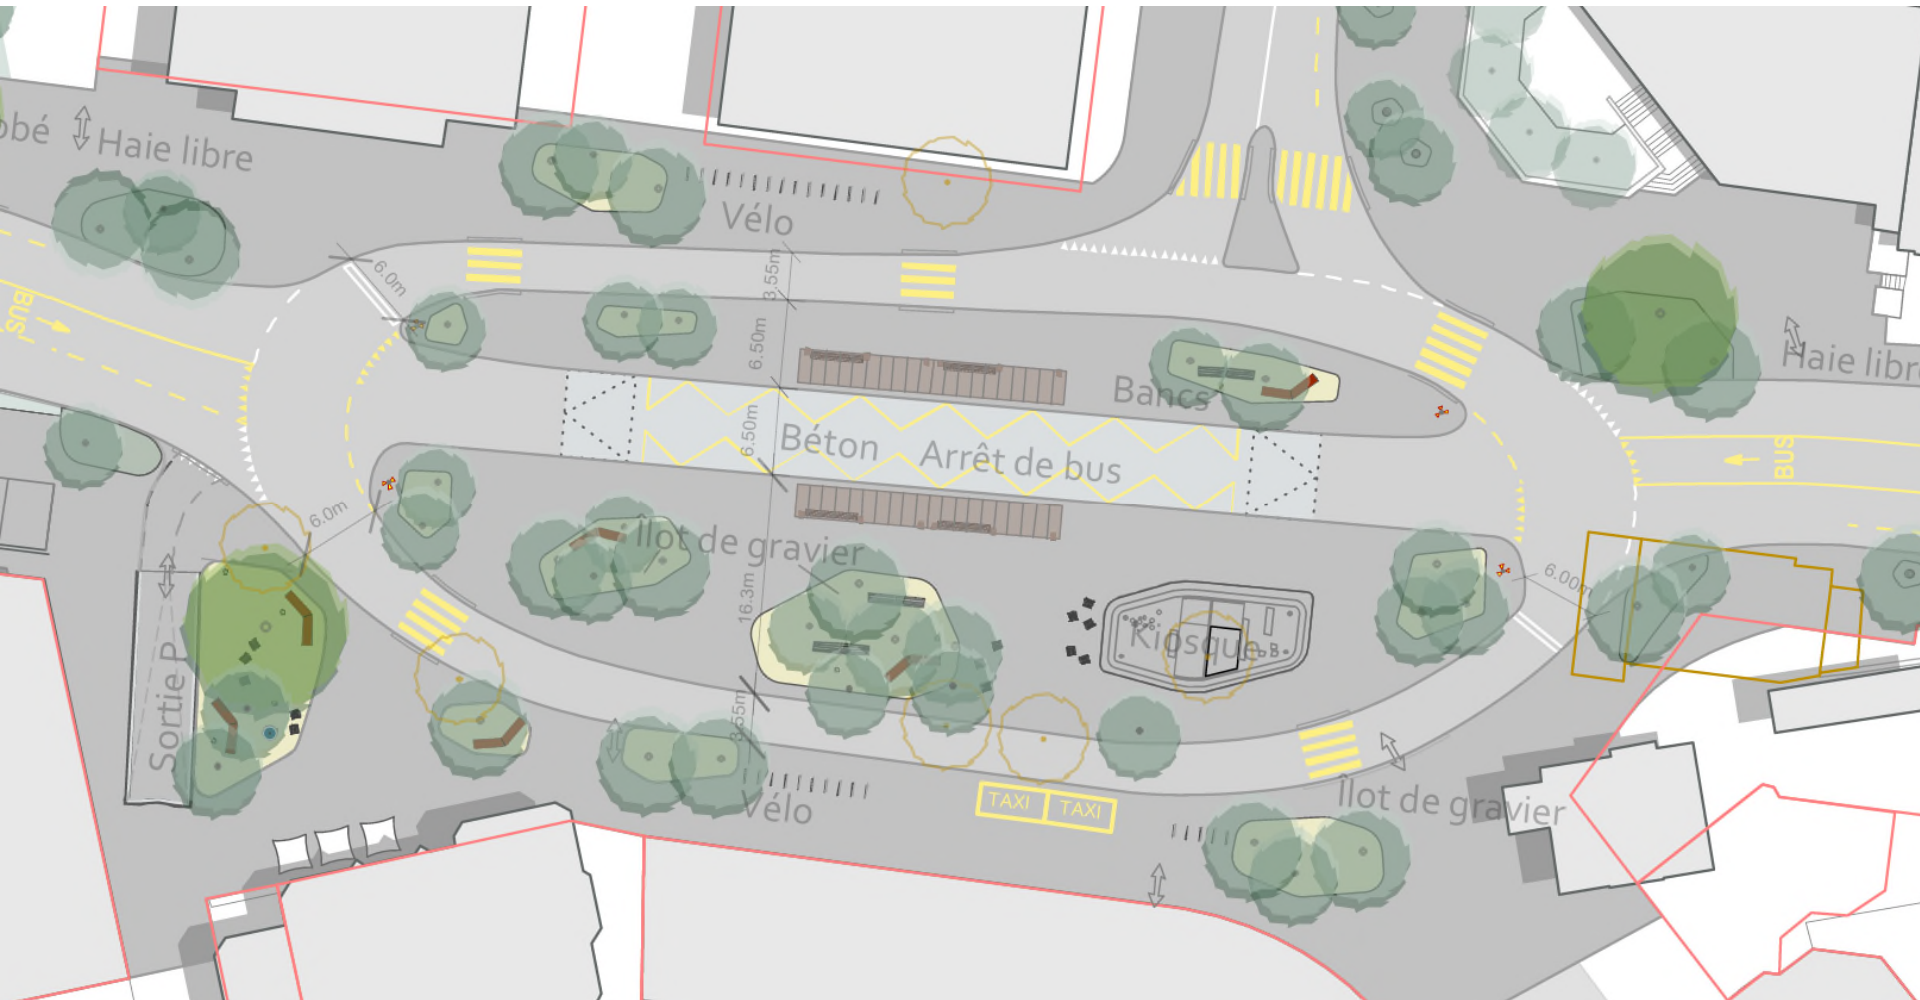 obé
Haie libre
Vélo
6.0m
3.55m
BUS
6.50m
Haie libre
Bancs
6.50m
Béton
Arrêt de bus
BUS
6.0m
Îlot de gravier
16.3m
6.00m
Kiosque
Sortie P
3.55m
Vélo
TAXI
TAXI
Îlot de gravier